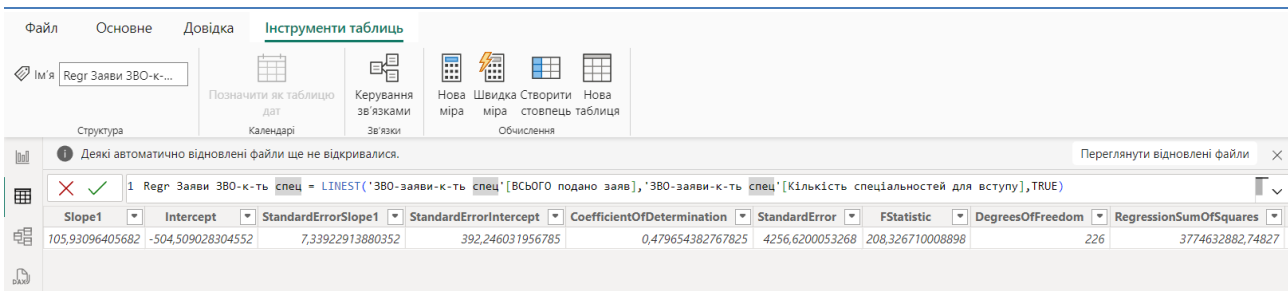 Файл Основне Довідка Інструменти таблиць
Ім'я Regr Заяви ЗВО-к-...
Позначити як таблицю дат
Керування зв'язками
Нова міра
Швидка міра
Створити стовпець
Нова таблиця
Структура Календарі Зв'язки Обчислення
Деякі автоматично відновлені файли ще не відкривалися. Переглянути відновлені файли
1 Regr Заяви ЗВО-к-ть спец = LINEST('ЗВО-заяви-к-ть спец'[ВСЬОГО подано заяв],'ЗВО-заяви-к-ть спец'[Кількість спеціальностей для вступу],TRUE)
Slope1 Intercept StandardErrorSlope1 StandardErrorIntercept CoefficientOfDetermination StandardError FStatistic DegreesOfFreedom RegressionSumOfSquares
105,93096405682 -504,509028304552 7,33922913880352 392,246031956785 0,479654382767825 4256,6200053268 208,326710008898 226 3774632882,74827
DAX